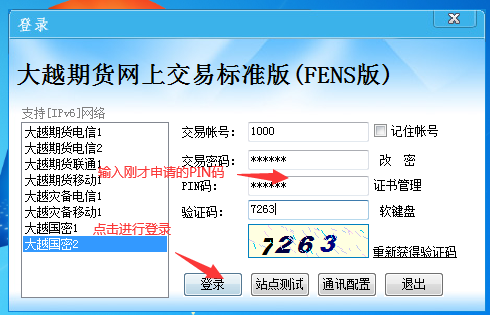 登录
大越期货网上交易标准版(FENS版)
支持[IPv6]网络
大越期货电信1
大越期货电信2
大越期货联通1
大越期货移动1
大越灾备电信1
大越灾备移动1
大越国密1
大越国密2
交易帐号： 1000 记住帐号
交易密码： ****** 改 密
输入刚才申请的PIN码
PIN码： ****** 证书管理
验证码： 7263 软键盘
点击进行登录
7263 重新获得验证码
登录 站点测试 通讯配置 退出